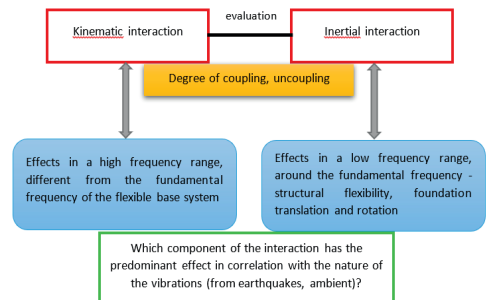 evaluation
Kinematic interaction
Inertial interaction
Degree of coupling, uncoupling
Effects in a high frequency range,
different from the fundamental
frequency of the flexible base system
Effects in a low frequency range,
around the fundamental frequency -
structural flexibility, foundation
translation and rotation
Which component of the interaction has the
predominant effect in correlation with the nature of
the vibrations (from earthquakes, ambient)?